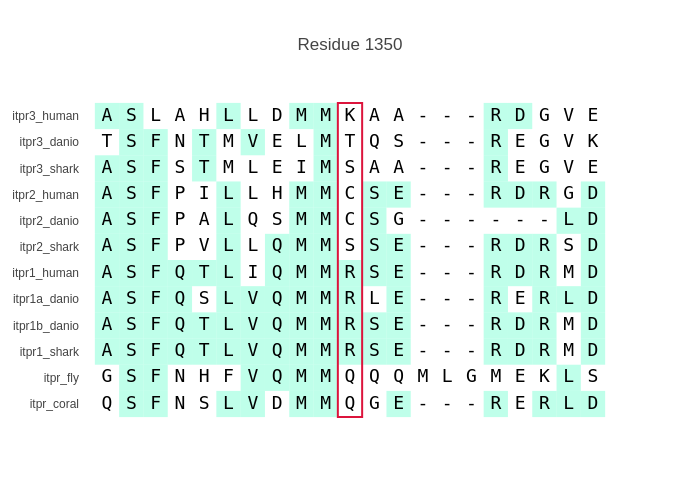 Residue 1350
itpr3_human A S L A H L L D M M K A A - - - R D G V E
itpr3_danio T S F N T M V E L M T Q S - - - R E G V K
itpr3_shark A S F S T M L E I M S A A - - - R E G V E
itpr2_human A S F P I L L H M M C S E - - - R D R G D
itpr2_danio A S F P A L Q S M M C S G - - - - - - L D
itpr2_shark A S F P V L L Q M M S S E - - - R D R S D
itpr1_human A S F Q T L I Q M M R S E - - - R D R M D
itpr1a_danio A S F Q S L V Q M M R L E - - - R E R L D
itpr1b_danio A S F Q T L V Q M M R S E - - - R D R M D
itpr1_shark A S F Q T L V Q M M R S E - - - R D R M D
itpr_fly G S F N H F V Q M M Q Q Q M L G M E K L S
itpr_coral Q S F N S L V D M M Q G E - - - R E R L D